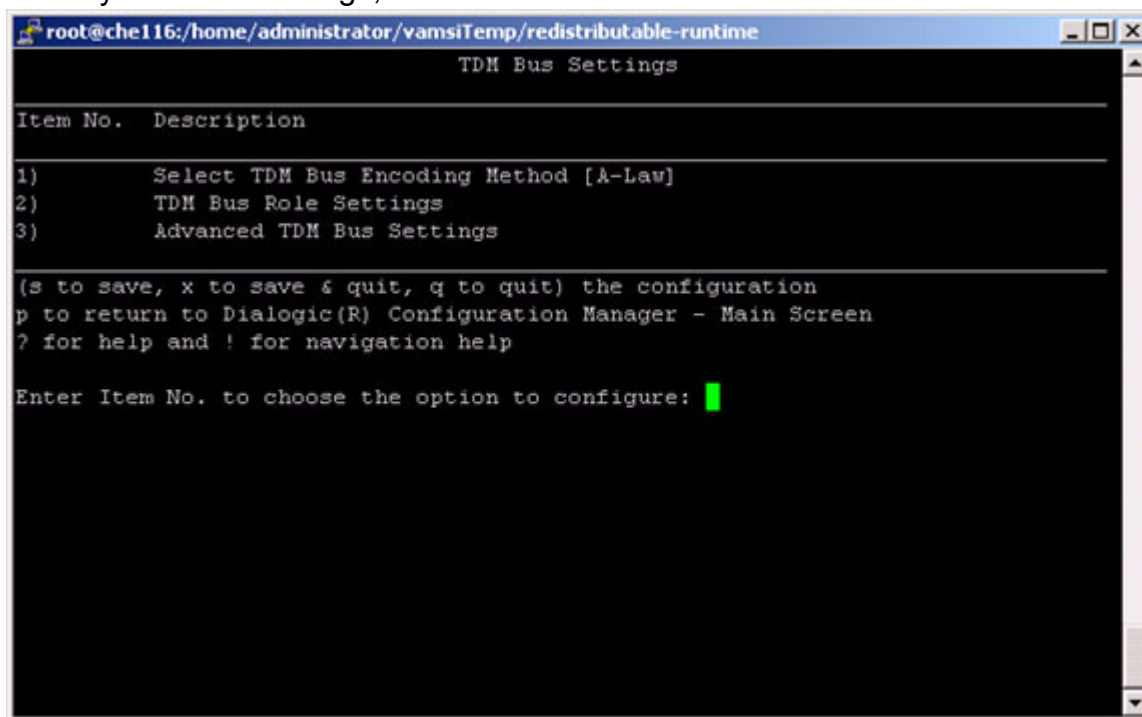 root@che116:/home/administrator/vamsiTemp/redistributable-runtime
TDM Bus Settings
Item No. Description
1) Select TDM Bus Encoding Method [A-Law]
2) TDM Bus Role Settings
3) Advanced TDM Bus Settings
(s to save, x to save & quit, q to quit) the configuration
p to return to Dialogic(R) Configuration Manager - Main Screen
? for help and ! for navigation help
Enter Item No. to choose the option to configure: